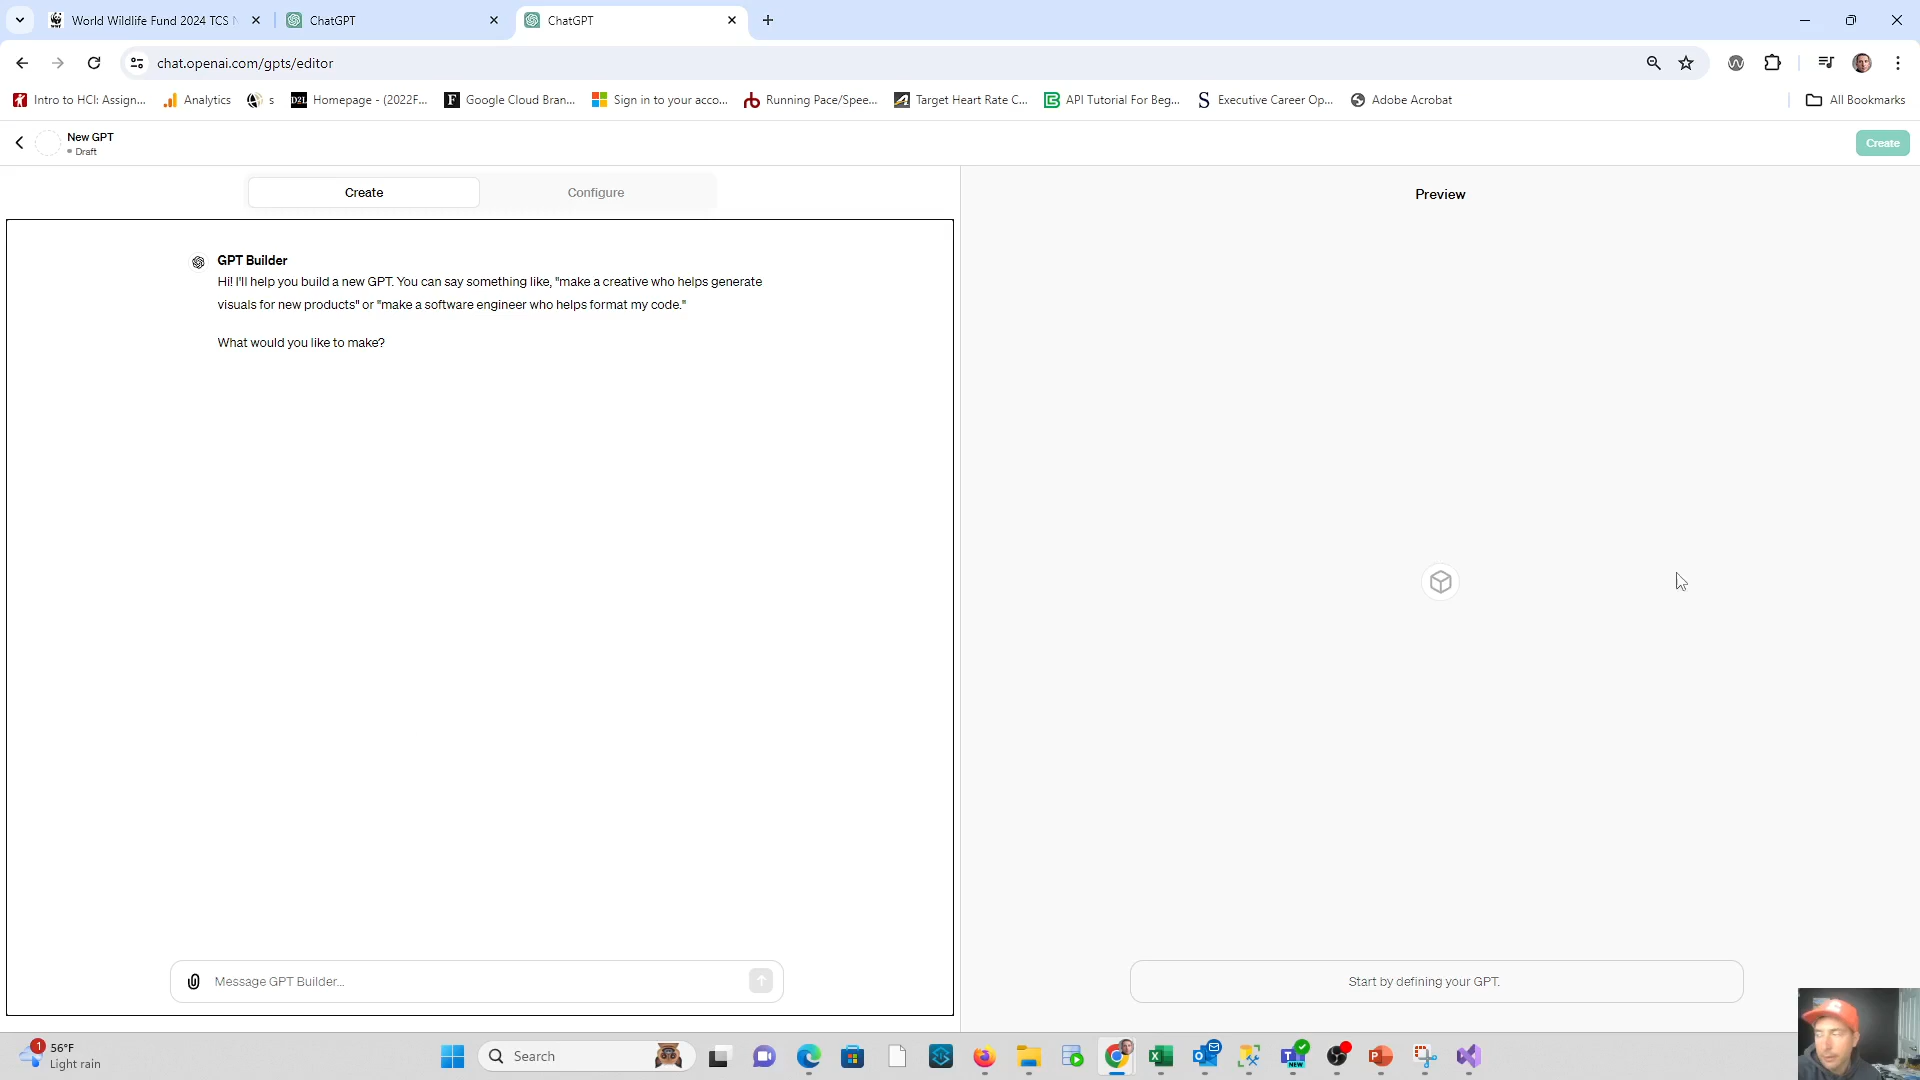 World Wildlife Fund 2024 TCS
ChatGPT
ChatGPT
chat.openai.com/gpts/editor
Intro to HCI: Assign...
Analytics
s
D2L
Homepage - (2022F...
Google Cloud Bran...
Sign in to your acco...
Running Pace/Spee...
Target Heart Rate C...
API Tutorial For Beg...
Executive Career Op...
Adobe Acrobat
All Bookmarks
New GPT
Draft
Create
Create
Configure
Preview
GPT Builder
Hi! I'll help you build a new GPT. You can say something like, "make a creative who helps generate
visuals for new products" or "make a software engineer who helps format my code."
What would you like to make?
Message GPT Builder...
Start by defining your GPT.
1
56°F
Light rain
Search
NEW